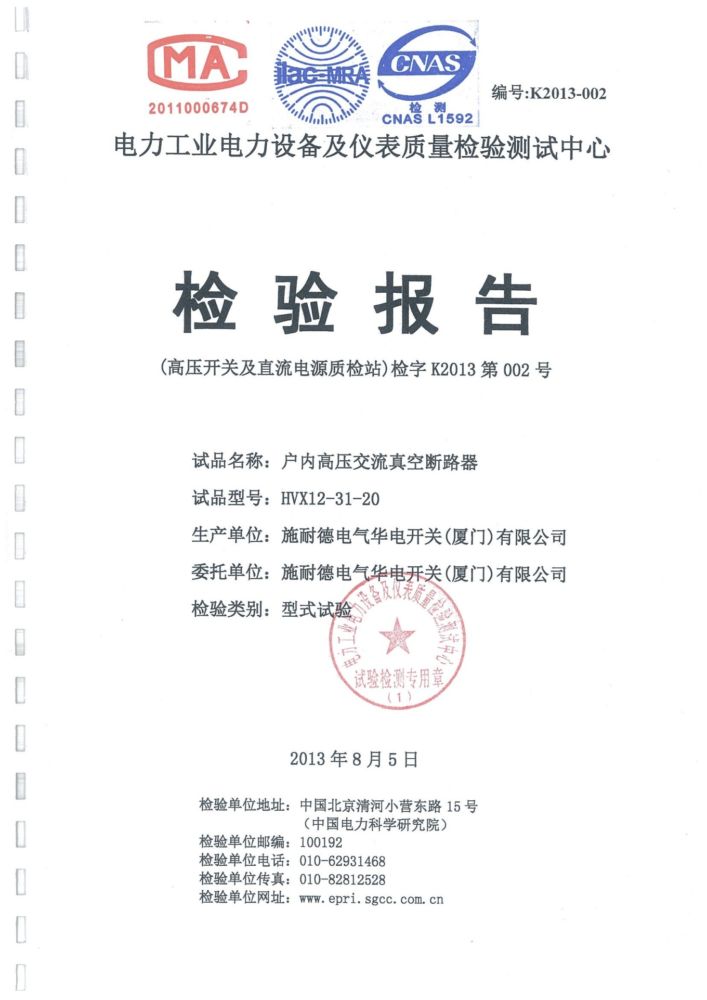 MA
2011000674D
ilac-MRA
CNAS
检 测
CNAS L1592
编号:K2013-002
电力工业电力设备及仪表质量检验测试中心
检 验 报 告
(高压开关及直流电源质检站)检字 K2013 第 002 号
试品名称：户内高压交流真空断路器
试品型号：HVX12-31-20
生产单位：施耐德电气华电开关(厦门)有限公司
委托单位：施耐德电气华电开关(厦门)有限公司
检验类别：型式试验
电力工业电力设备及仪表质量检验测试中心
试验检测专用章
(1)
2013 年 8 月 5 日
检验单位地址：中国北京清河小营东路 15 号
（中国电力科学研究院）
检验单位邮编：100192
检验单位电话：010-62931468
检验单位传真：010-82812528
检验单位网址：www.epri.sgcc.com.cn